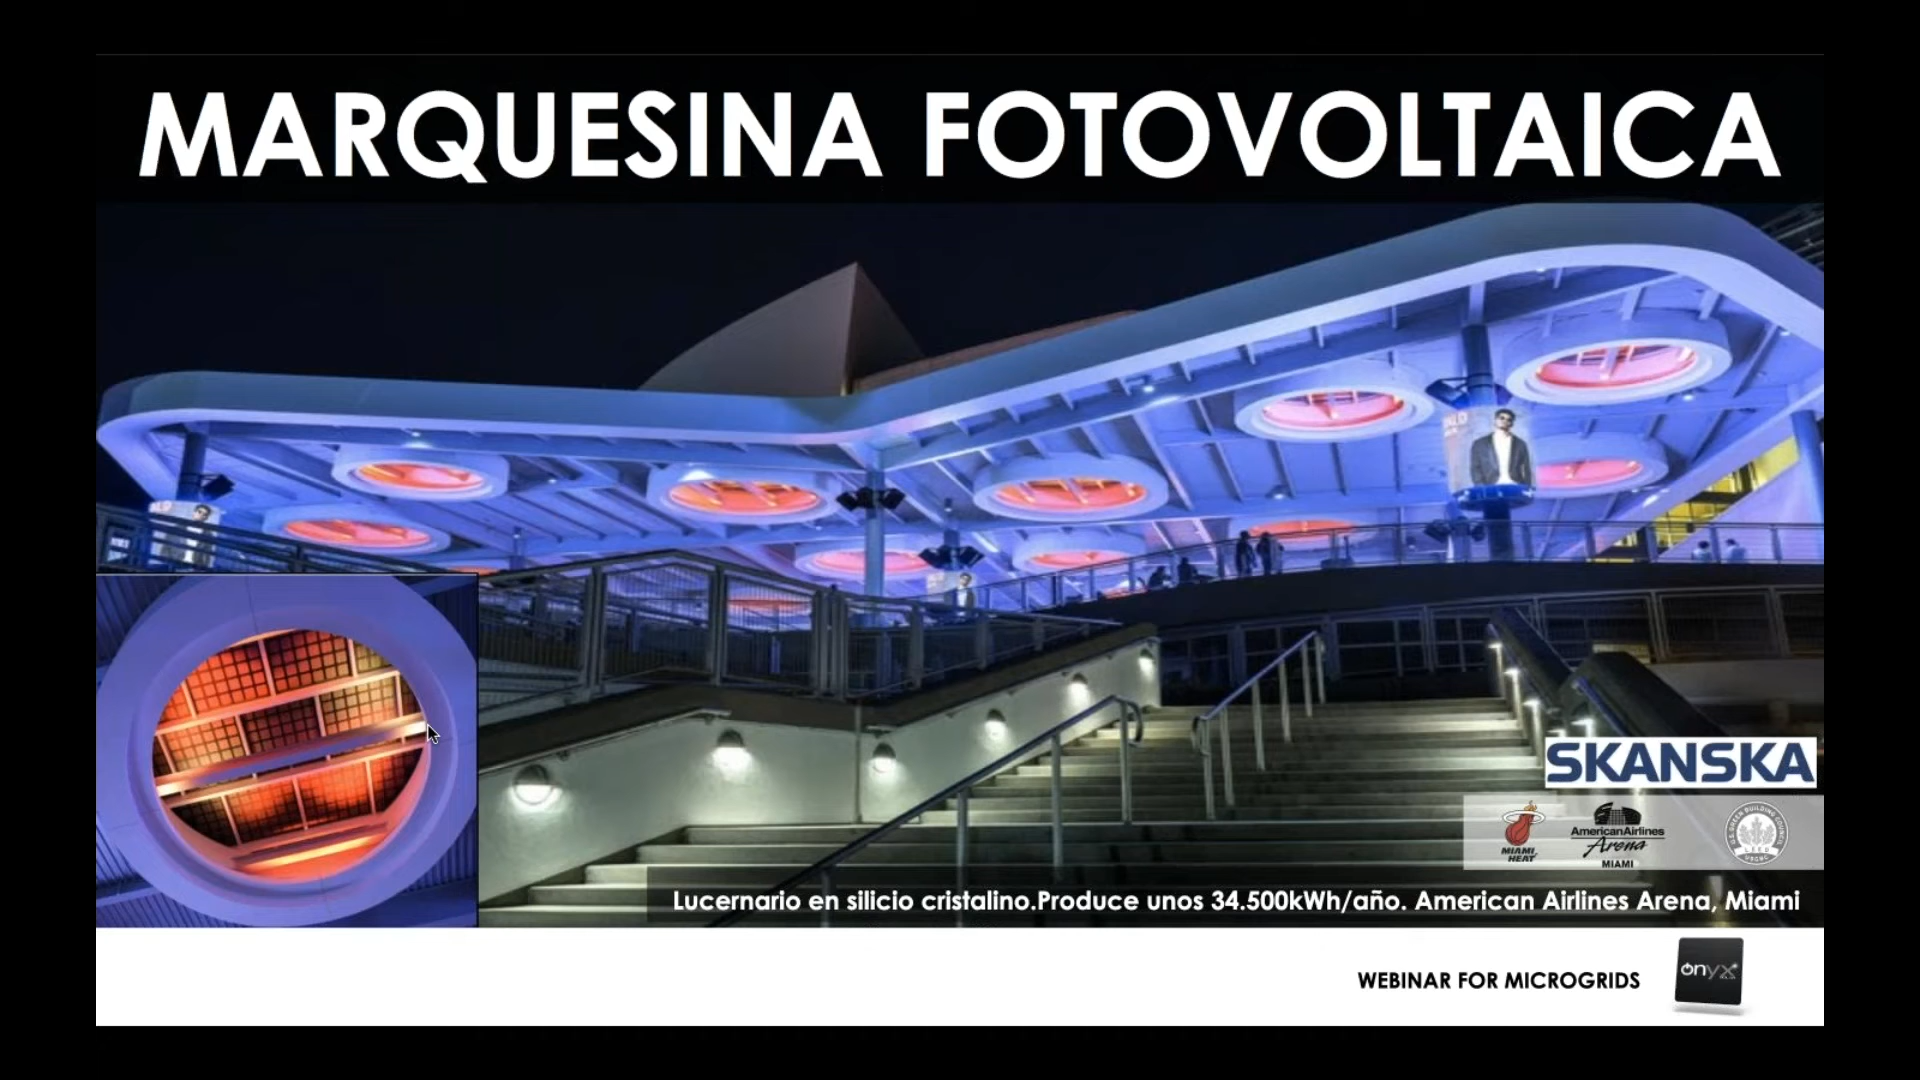 MARQUESINA FOTOVOLTAICA
SKANSKA
MIAMI
HEAT
AmericanAirlines
Arena
MIAMI
Lucernario en silicio cristalino.Produce unos 34.500kWh/año. American Airlines Arena, Miami
WEBINAR FOR MICROGRIDS
onyx